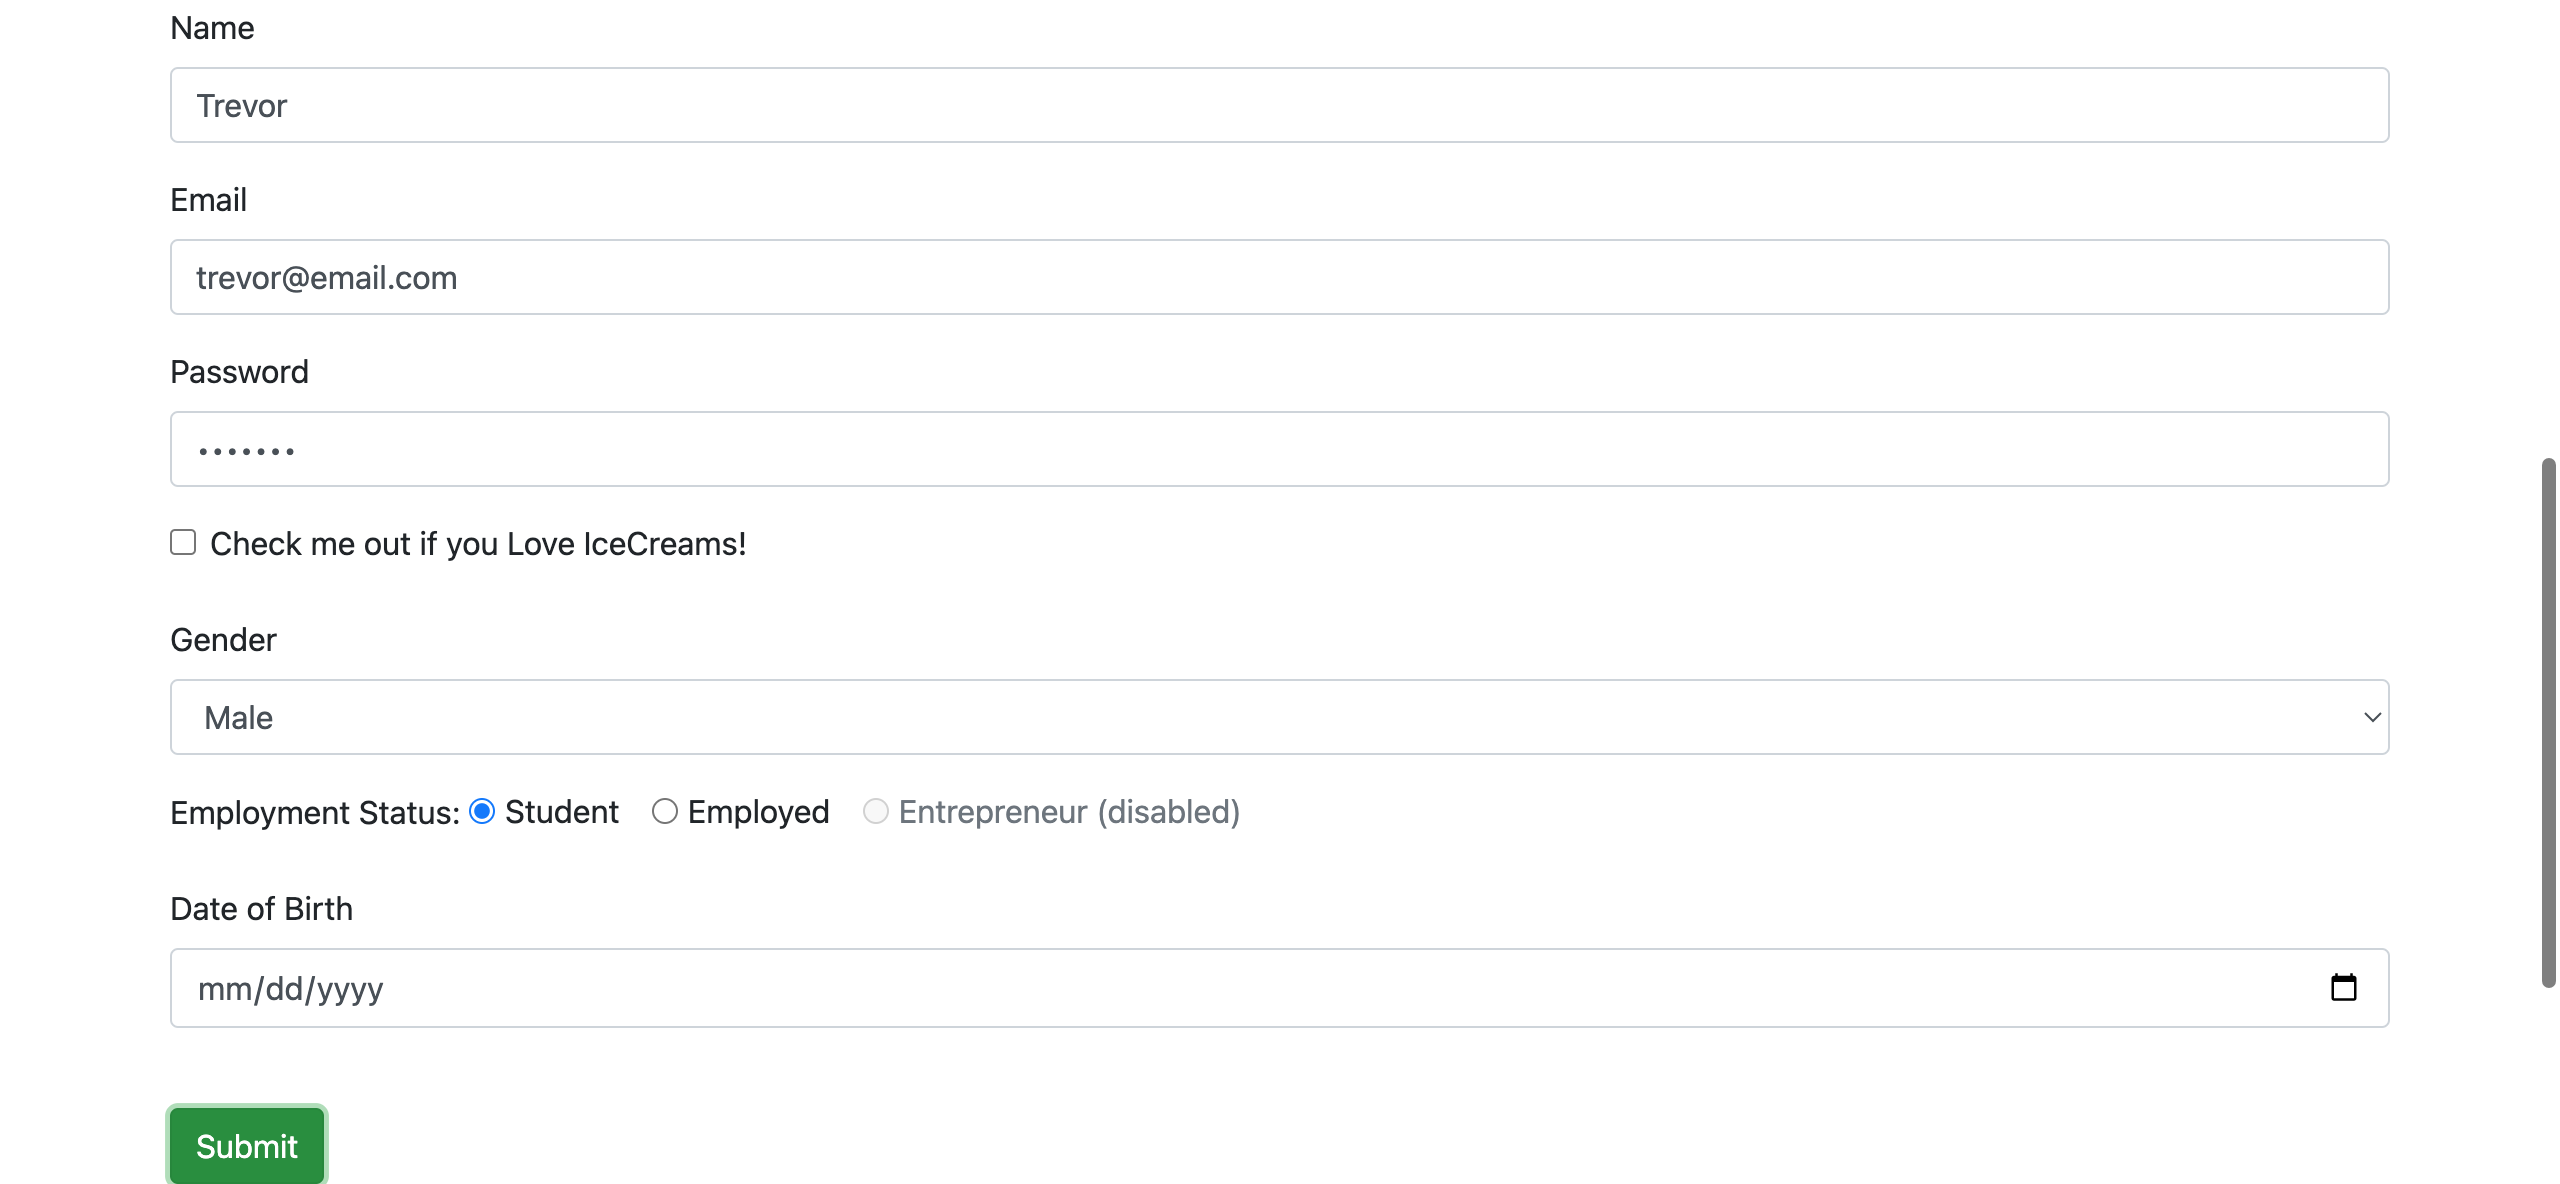 Name
Trevor
Email
trevor@email.com
Password
•••••••
Check me out if you Love IceCreams!
Gender
Male
Employment Status: Student Employed Entrepreneur (disabled)
Date of Birth
mm/dd/yyyy
Submit